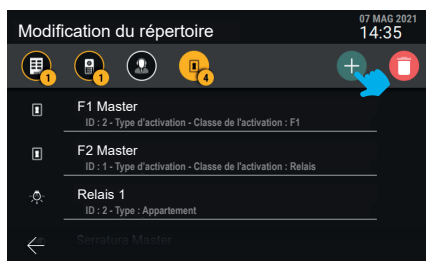 Modification du répertoire
07 MAG 2021
14:35
1
1
4
F1 Master
ID : 2 - Type d'activation - Classe de l'activation : F1
F2 Master
ID : 1 - Type d'activation - Classe de l'activation : Relais
Relais 1
ID : 2 - Type : Appartement
Serratura Master